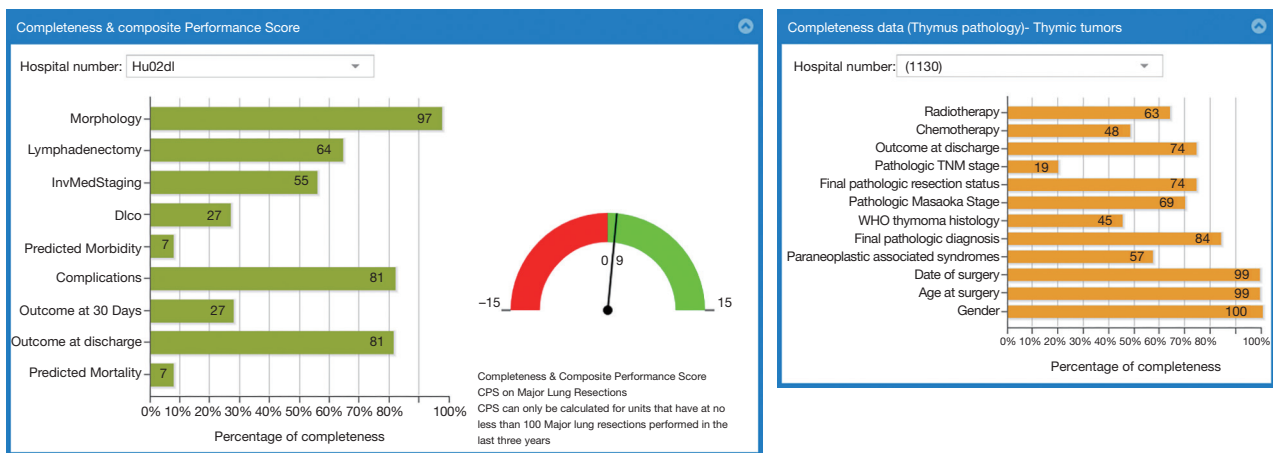 Completeness & composite Performance Score
Hospital number: Hu02dl
Morphology
97
Lymphadenectomy
64
InvMedStaging
55
Dlco
27
Predicted Morbidity
7
Complications
81
Outcome at 30 Days
27
Outcome at discharge
81
Predicted Mortality
7
0% 10% 20% 30% 40% 50% 60% 70% 80% 100%
Percentage of completeness
0 9
−15
15
Completeness & Composite Performance Score
CPS on Major Lung Resections
CPS can only be calculated for units that have at no
less than 100 Major lung resections performed in the
last three years
Completeness data (Thymus pathology)- Thymic tumors
Hospital number: (1130)
Radiotherapy
63
Chemotherapy
48
Outcome at discharge
74
Pathologic TNM stage
19
Final pathologic resection status
74
Pathologic Masaoka Stage
69
WHO thymoma histology
45
Final pathologic diagnosis
84
Paraneoplastic associated syndromes
57
Date of surgery
99
Age at surgery
99
Gender
100
0% 10% 20% 30% 40% 50% 60% 70% 80% 100%
Percentage of completeness